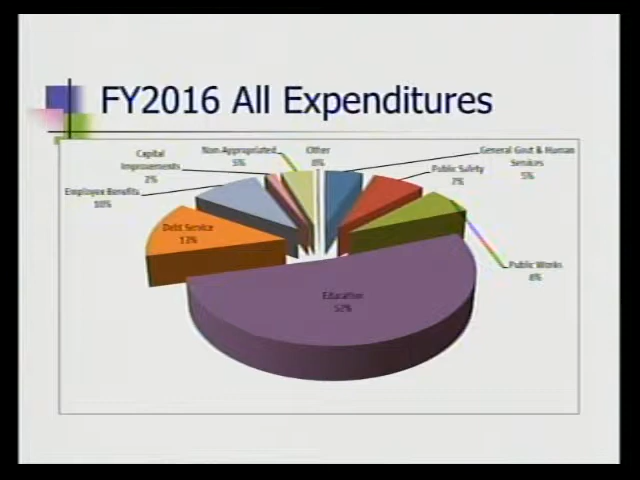 FY2016 All Expenditures
Capital
Improvements
2%
Non-Appropriated
5%
Other
0%
General Govt & Human
Services
5%
Public Safety
7%
Employee Benefits
10%
Debt Service
13%
Public Works
6%
Education
52%